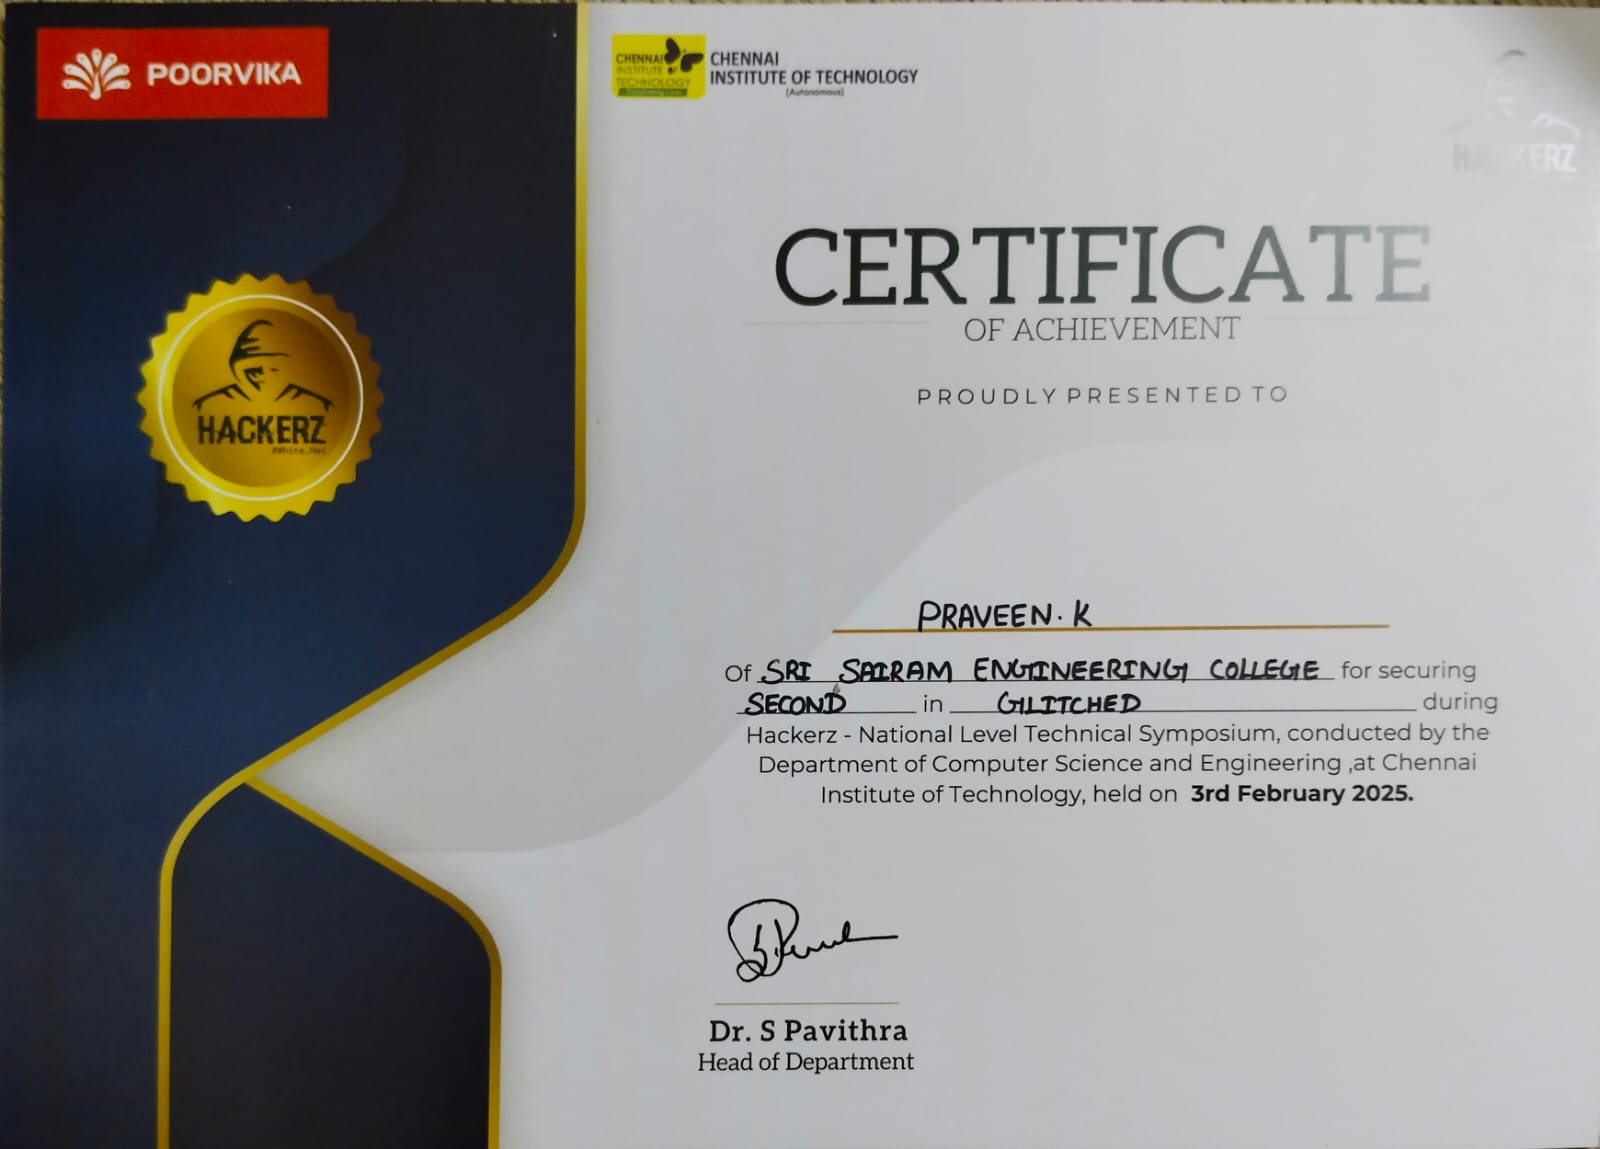 POORVIKA
CHENNAI
INSTITUTE OF
TECHNOLOGY
CHENNAI
INSTITUTE OF TECHNOLOGY
(Autonomous)
HACKERZ
CERTIFICATE
OF ACHIEVEMENT
PROUDLY PRESENTED TO
HACKERZ
#White_Hat
PRAVEEN. K
Of SRI SAIRAM ENGINEERING COLLEGE for securing
SECOND in GLITCHED during
Hackerz - National Level Technical Symposium, conducted by the
Department of Computer Science and Engineering ,at Chennai
Institute of Technology, held on 3rd February 2025.
Dr. S Pavithra
Head of Department